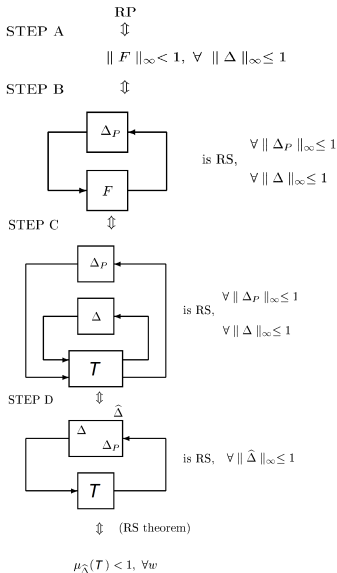 RP
STEP A ⇕
‖ F ‖∞< 1, ∀ ‖ Δ ‖∞≤ 1
STEP B ⇕
Δ_P
F
is RS, ∀ ‖ Δ_P ‖∞≤ 1
∀ ‖ Δ ‖∞≤ 1
⇕
STEP C
Δ_P
Δ
T
is RS, ∀ ‖ Δ_P ‖∞≤ 1
∀ ‖ Δ ‖∞≤ 1
⇕
STEP D
Δ̂
Δ
Δ_P
T
is RS, ∀ ‖ Δ̂ ‖∞≤ 1
⇕ (RS theorem)
μ_Δ̂(T) < 1, ∀w